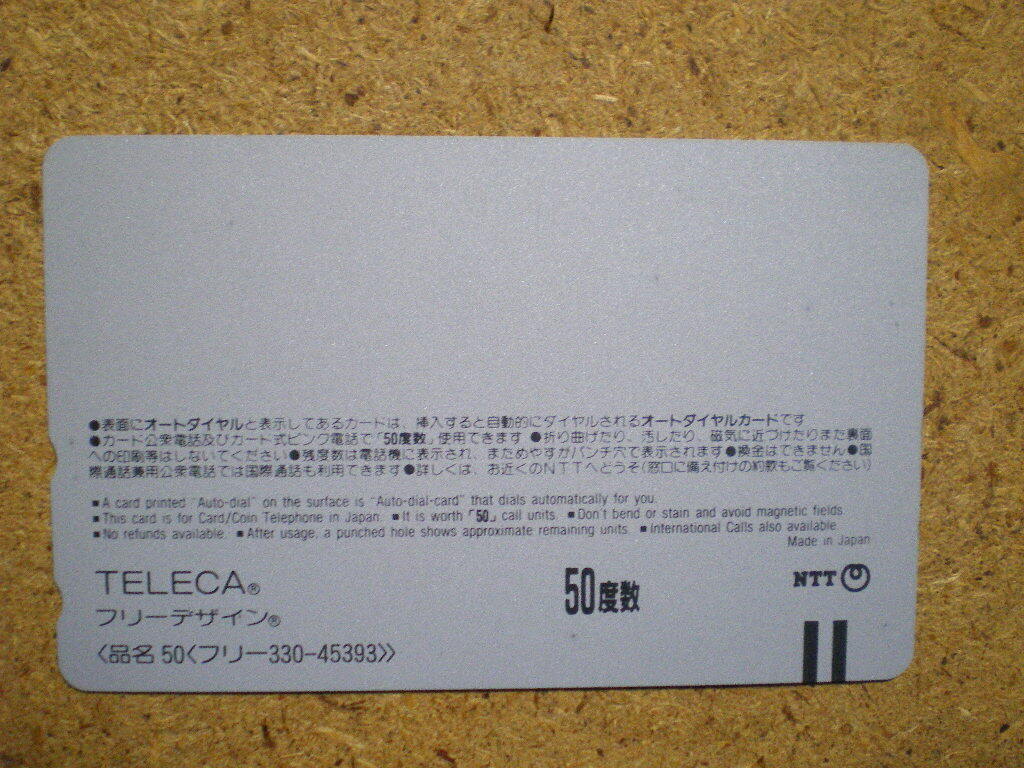 ●表面にオートダイヤルと表示してあるカードは、挿入すると自動的にダイヤルされるオートダイヤルカードです
●カード公衆電話及びカード式ピンク電話で「50度数」使用できます ●折り曲げたり、汚したり、磁気に近づけたりまた裏面
への印刷等はしないでください●残度数は電話機に表示され、まためやすがパンチ穴で表示されます●換金はできません●国
際通話兼用公衆電話では国際通話も利用できます●詳しくは、お近くのNTTへどうぞ(窓口に備え付けの約款もご覧ください)
■A card printed "Auto-dial" on the surface is "Auto-dial-card" that dials automatically for you.
■This card is for Card/Coin Telephone in Japan. ■It is worth「50」call units. ■Don't bend or stain and avoid magnetic fields
■No refunds available. ■After usage, a punched hole shows approximate remaining units. ■International Calls also available.
Made in Japan
TELECA®
フリーデザイン®
50度数
NTT
〈品名 50〈フリー330-45393〉〉